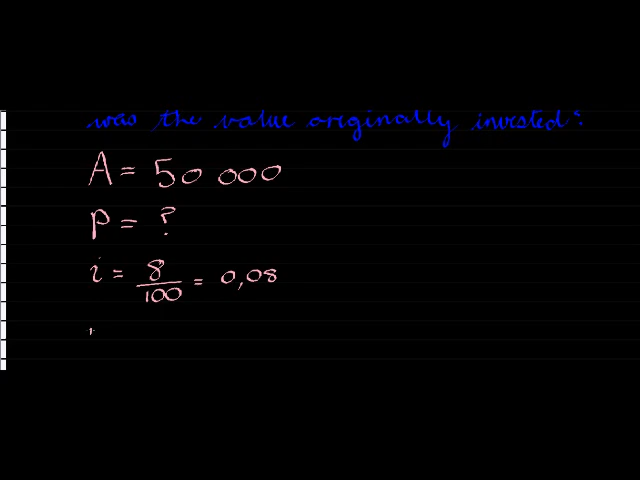 was the value originally invested?
A = 50 000
P = ?
i = 8/100 = 0,08